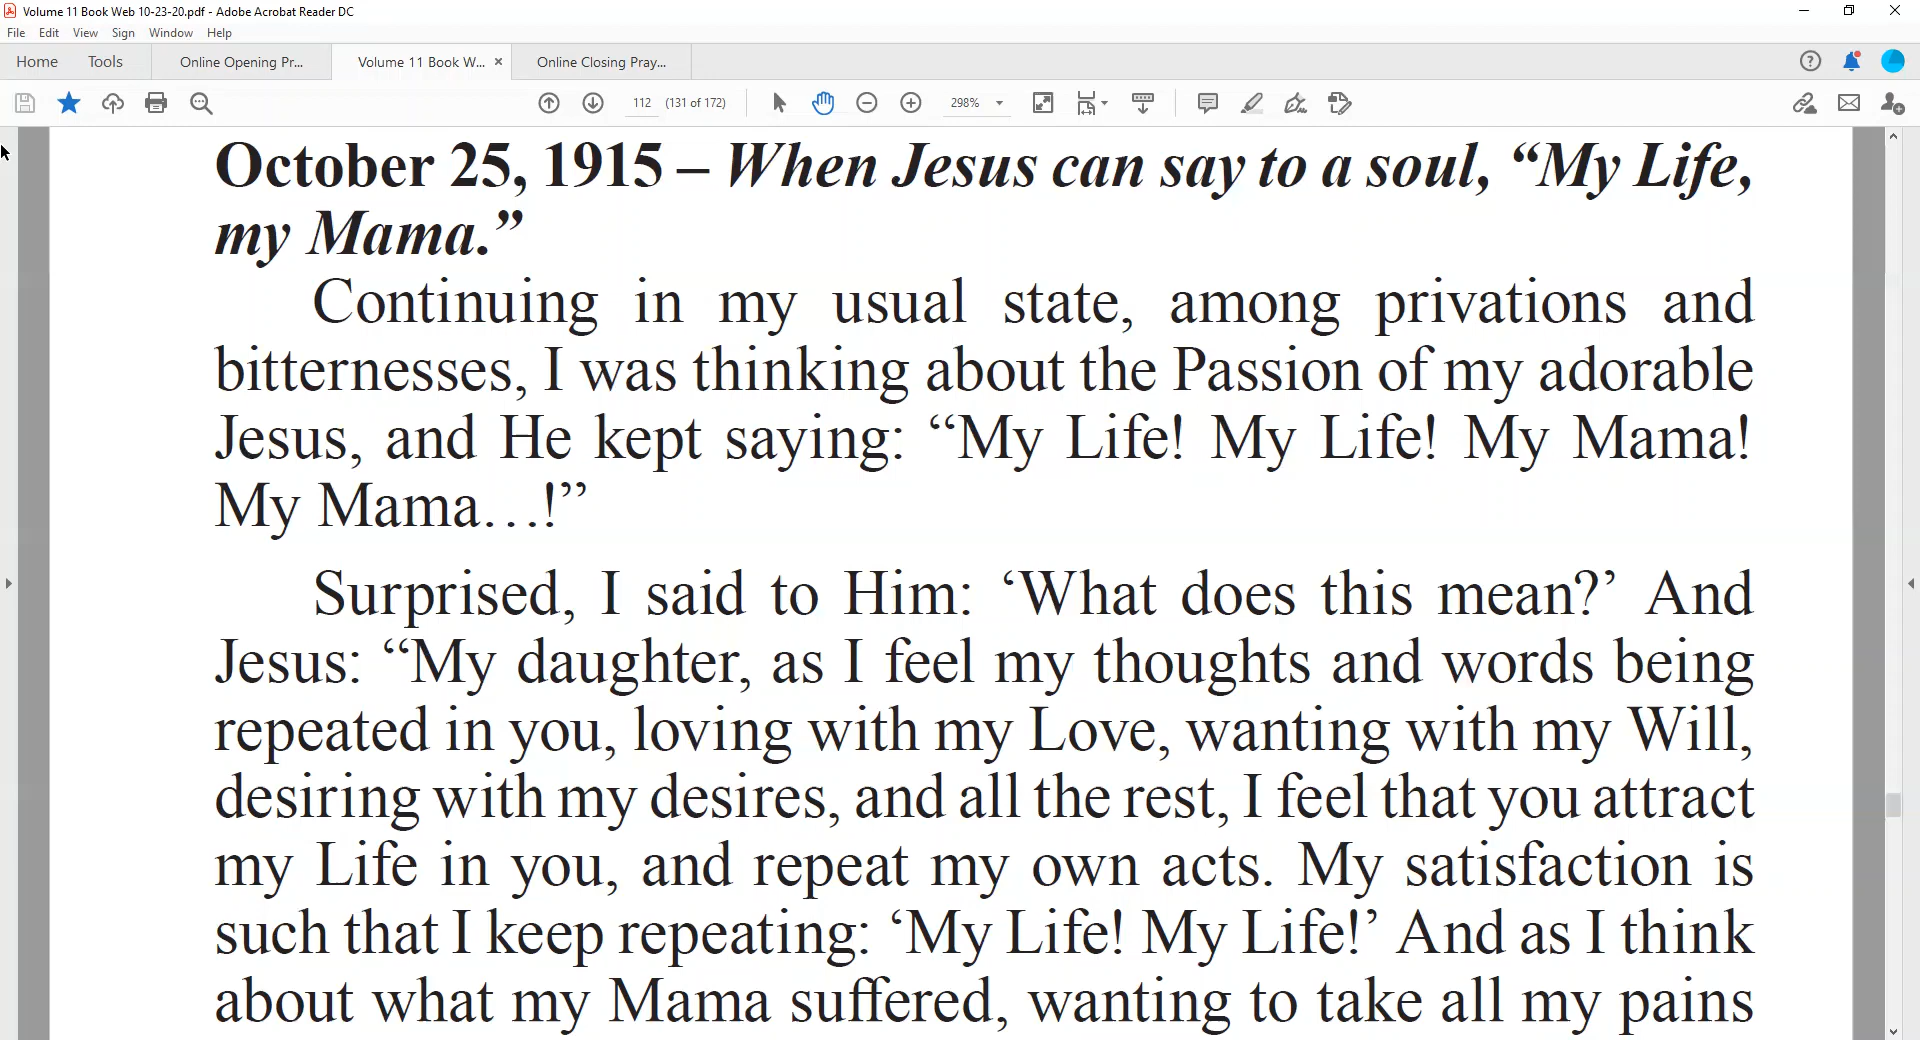 Volume 11 Book Web 10-23-20.pdf - Adobe Acrobat Reader DC
File Edit View Sign Window Help
Home Tools Online Opening Pr... Volume 11 Book W... × Online Closing Pray...
112 (131 of 172) 298%
October 25, 1915 – When Jesus can say to a soul, “My Life,
my Mama.”
Continuing in my usual state, among privations and
bitternesses, I was thinking about the Passion of my adorable
Jesus, and He kept saying: “My Life! My Life! My Mama!
My Mama…!”
Surprised, I said to Him: ‘What does this mean?’ And
Jesus: “My daughter, as I feel my thoughts and words being
repeated in you, loving with my Love, wanting with my Will,
desiring with my desires, and all the rest, I feel that you attract
my Life in you, and repeat my own acts. My satisfaction is
such that I keep repeating: ‘My Life! My Life!’ And as I think
about what my Mama suffered, wanting to take all my pains